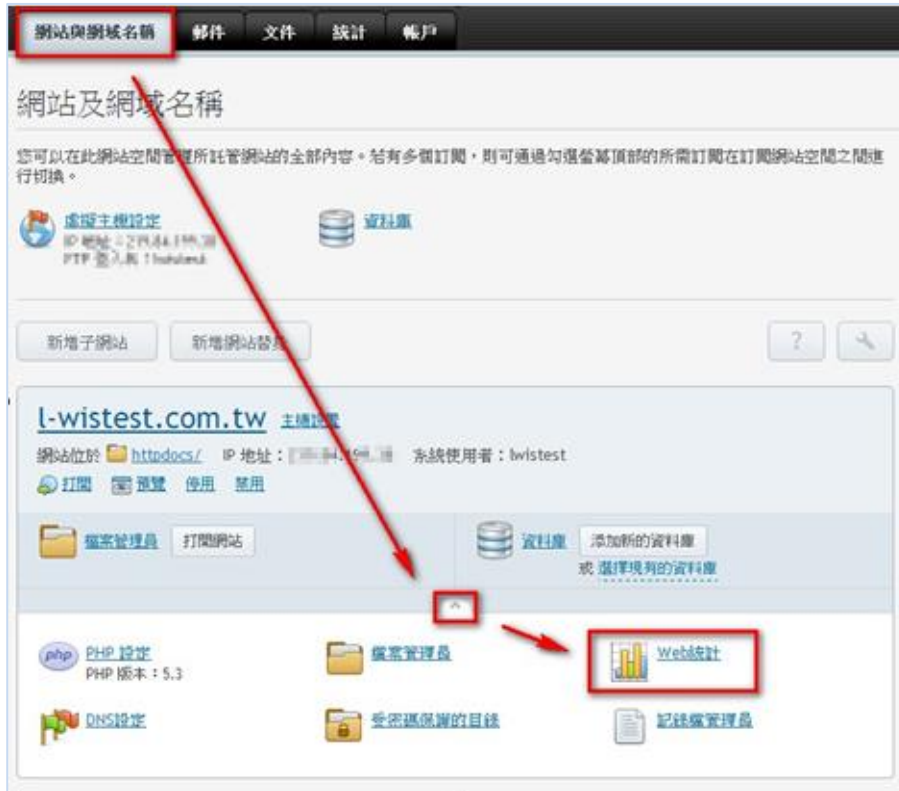 網站與網域名稱 郵件 文件 統計 帳戶
網站及網域名稱
您可以在此網站空間管理所託管網站的全部內容。若有多個訂閱，則可通過勾選螢幕頂部的所需訂閱在訂閱網站空間之間進
行切換。
虛擬主機設定 資料庫
IP 地址：
FTP 登入與：
新增子網站 新增網站替身 ?
l-wistest.com.tw 主機設置
網站位於 httpdocs/ IP 地址： 系統使用者：lwistest
打開 預覽 停用 禁用
檔案管理員 打開網站 資料庫 添加新的資料庫
或 選擇現有的資料庫
PHP 設定 檔案管理員 Web統計
php PHP 版本：5.3
DNS設定 受密碼保護的目錄 記錄檔管理員